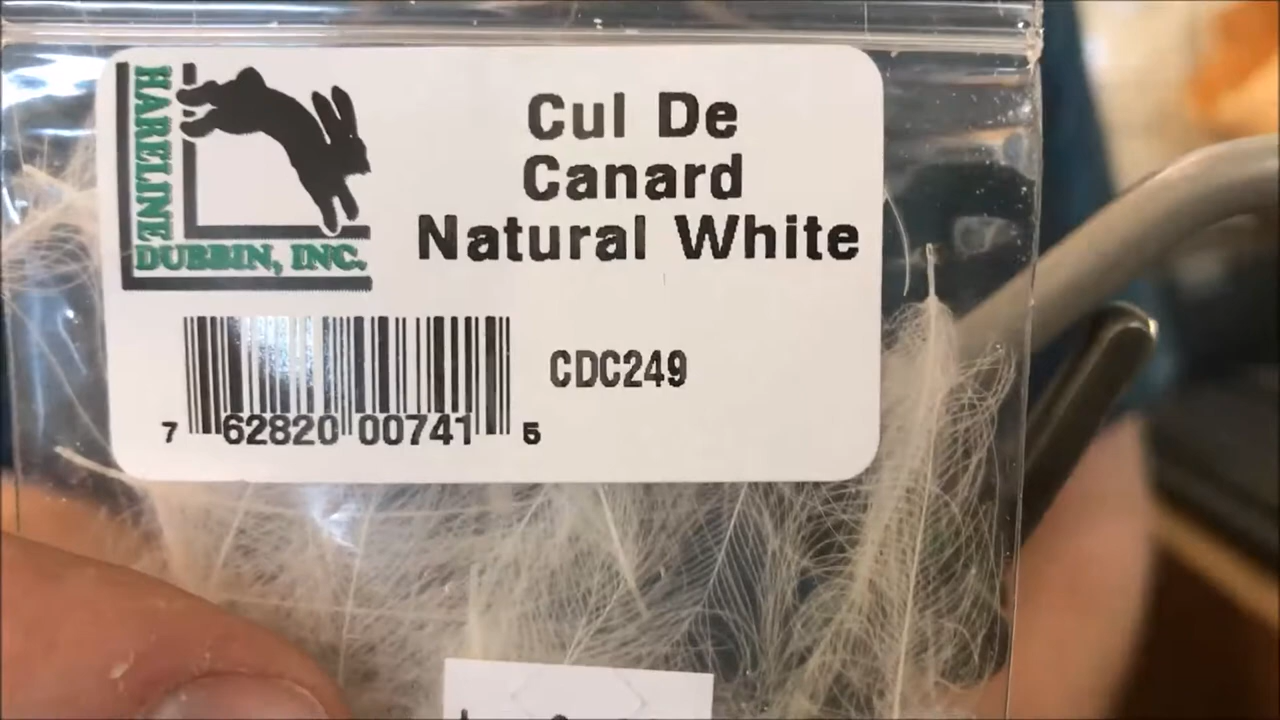 HARELINE
DUBBIN, INC.
Cul De
Canard
Natural White
CDC249
7 62820 00741 5